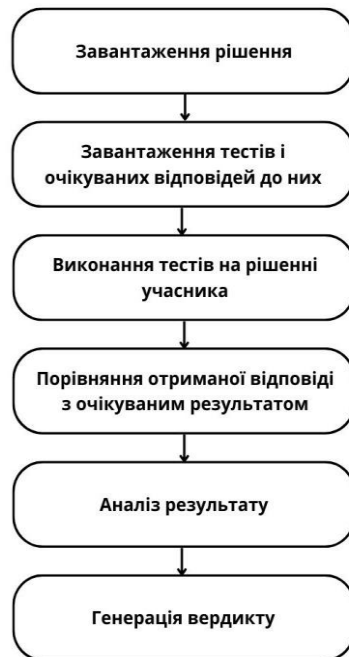 Завантаження рішення
Завантаження тестів і
очікуваних відповідей до них
Виконання тестів на рішенні
учасника
Порівняння отриманої відповіді
з очікуваним результатом
Аналіз результату
Генерація вердикту